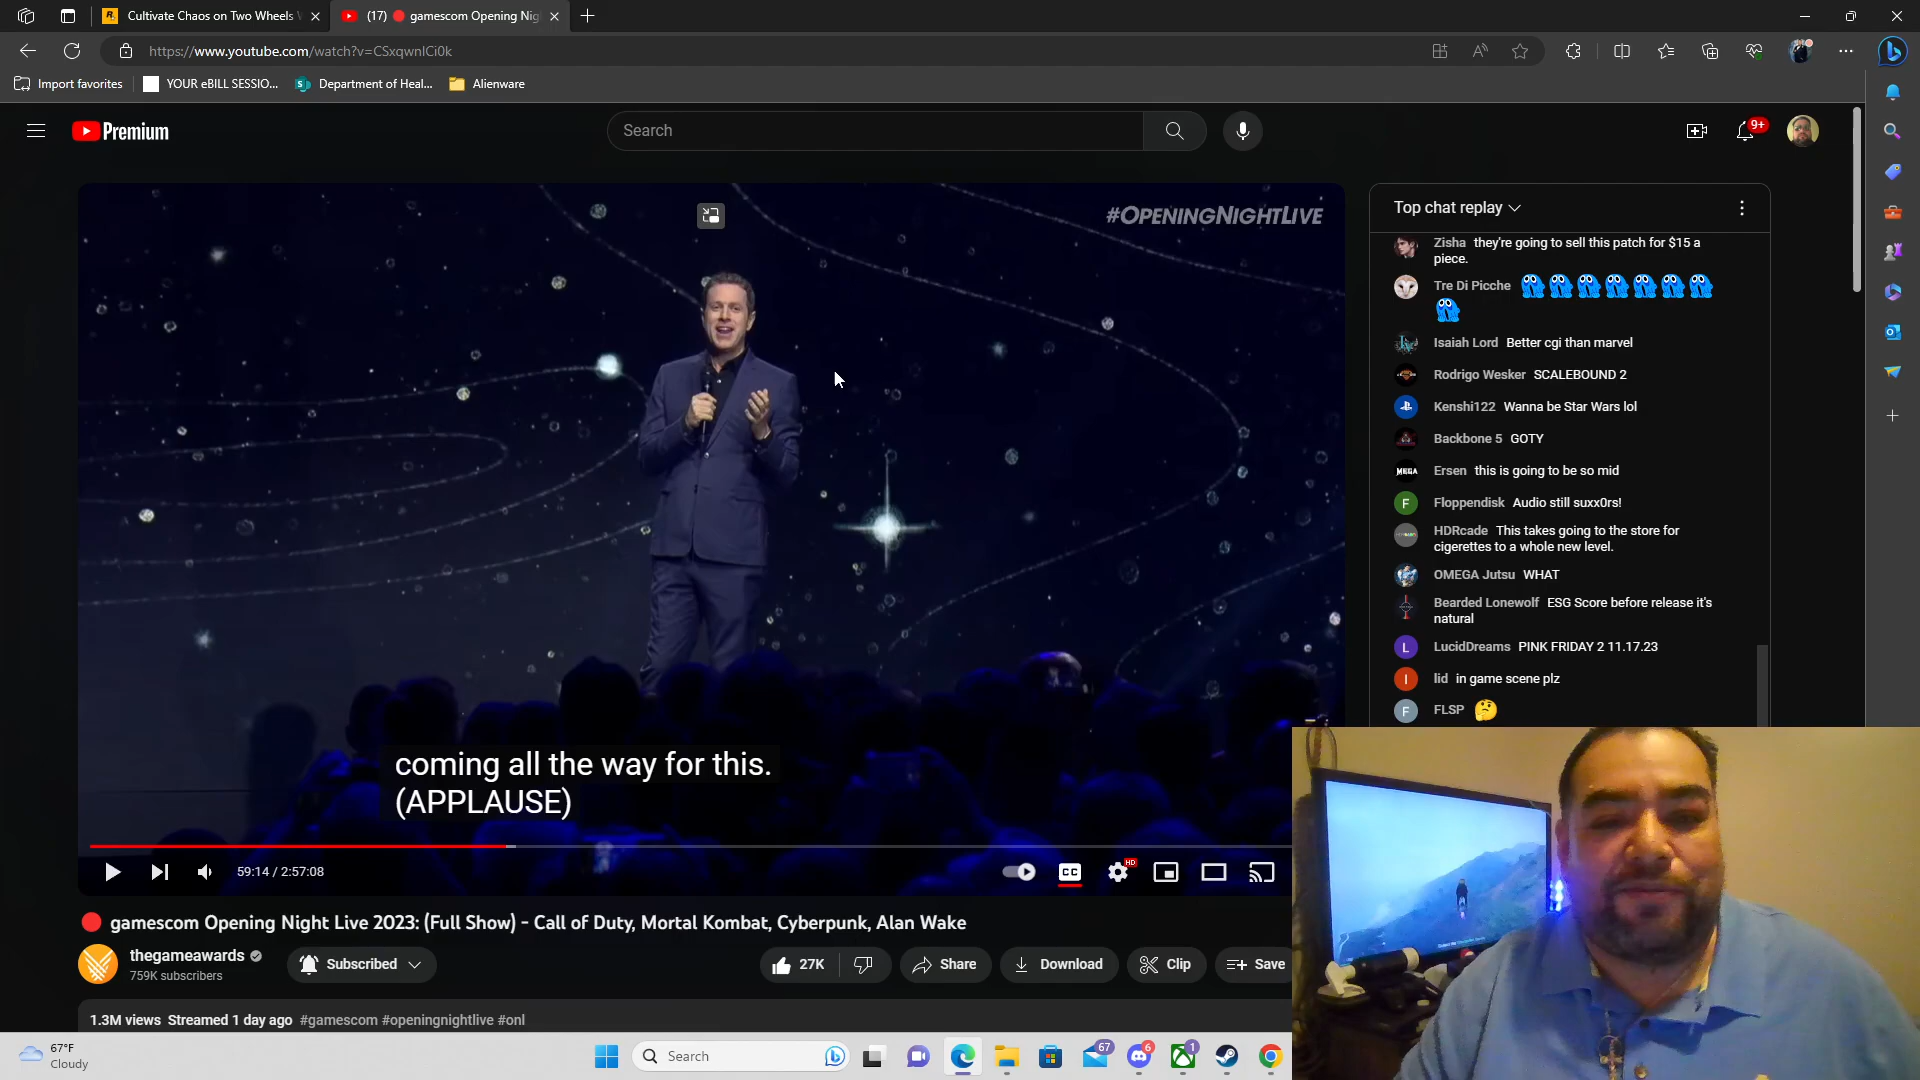 Cultivate Chaos on Two Wheels
(17) 🔴 gamescom Opening Nig
https://www.youtube.com/watch?v=CSxqwnICi0k
Import favorites
YOUR eBILL SESSIO...
Department of Heal...
Alienware
Premium
Search
9+
#OPENINGNIGHTLIVE
Top chat replay
Zisha they're going to sell this patch for $15 a
piece.
Tre Di Picche
Isaiah Lord Better cgi than marvel
Rodrigo Wesker SCALEBOUND 2
Kenshi122 Wanna be Star Wars lol
Backbone 5 GOTY
MEGA Ersen this is going to be so mid
F Floppendisk Audio still suxx0rs!
HDRcade This takes going to the store for
cigerettes to a whole new level.
OMEGA Jutsu WHAT
Bearded Lonewolf ESG Score before release it's
natural
L LucidDreams PINK FRIDAY 2 11.17.23
l lid in game scene plz
F FLSP 🤔
coming all the way for this.
(APPLAUSE)
59:14 / 2:57:08
CC
HD
🔴 gamescom Opening Night Live 2023: (Full Show) - Call of Duty, Mortal Kombat, Cyberpunk, Alan Wake
thegameawards
759K subscribers
Subscribed
27K
Share
Download
Clip
Save
1.3M views Streamed 1 day ago #gamescom #openingnightlive #onl
67°F
Cloudy
Search
67
6
1